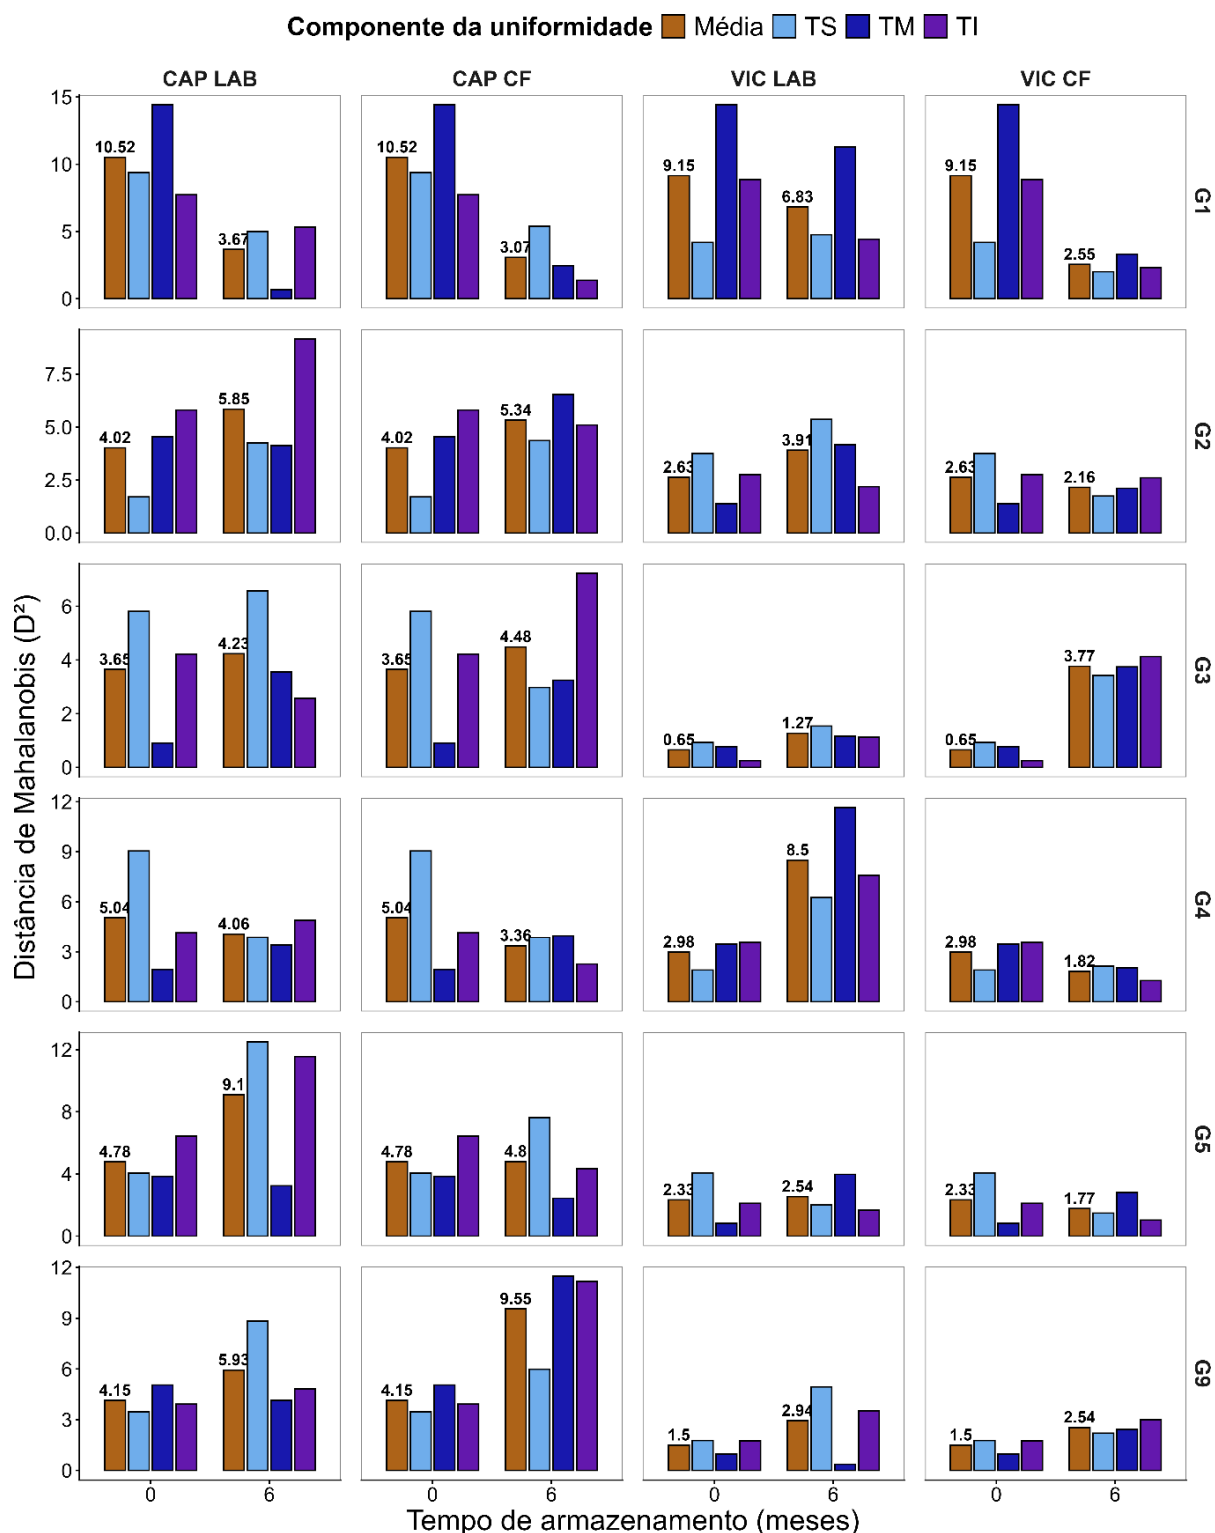 Componente da uniformidade Média TS TM TI
CAP LAB CAP CF VIC LAB VIC CF
15
10
5
0
10.52 3.67 10.52 3.07 9.15 6.83 9.15 2.55
G1
7.5
5.0
2.5
0.0
4.02 5.85 4.02 5.34 2.63 3.91 2.63 2.16
G2
6
4
2
0
3.65 4.23 3.65 4.48 0.65 1.27 0.65 3.77
G3
12
9
6
3
0
5.04 4.06 5.04 3.36 2.98 8.5 2.98 1.82
G4
12
8
4
0
4.78 9.1 4.78 4.8 2.33 2.54 2.33 1.77
G5
12
9
6
3
0
4.15 5.93 4.15 9.55 1.5 2.94 1.5 2.54
G9
0 6 0 6 0 6 0 6
Distância de Mahalanobis (D²)
Tempo de armazenamento (meses)